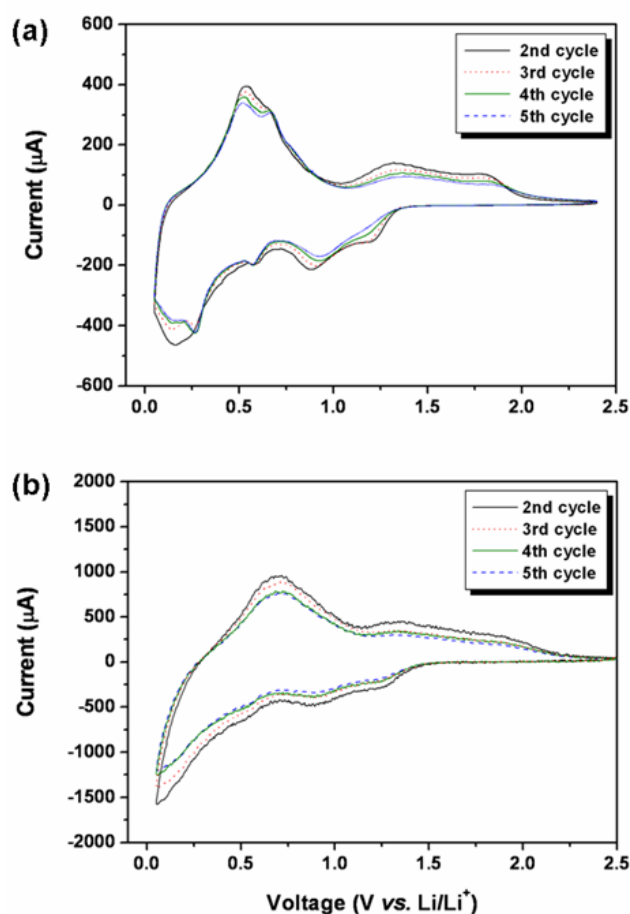 (a)
600
400
200
0
-200
-400
-600
Current (μA)
2nd cycle
3rd cycle
4th cycle
5th cycle
0.0 0.5 1.0 1.5 2.0 2.5
(b)
2000
1500
1000
500
0
-500
-1000
-1500
-2000
Current (μA)
2nd cycle
3rd cycle
4th cycle
5th cycle
0.0 0.5 1.0 1.5 2.0 2.5
Voltage (V vs. Li/Li⁺)